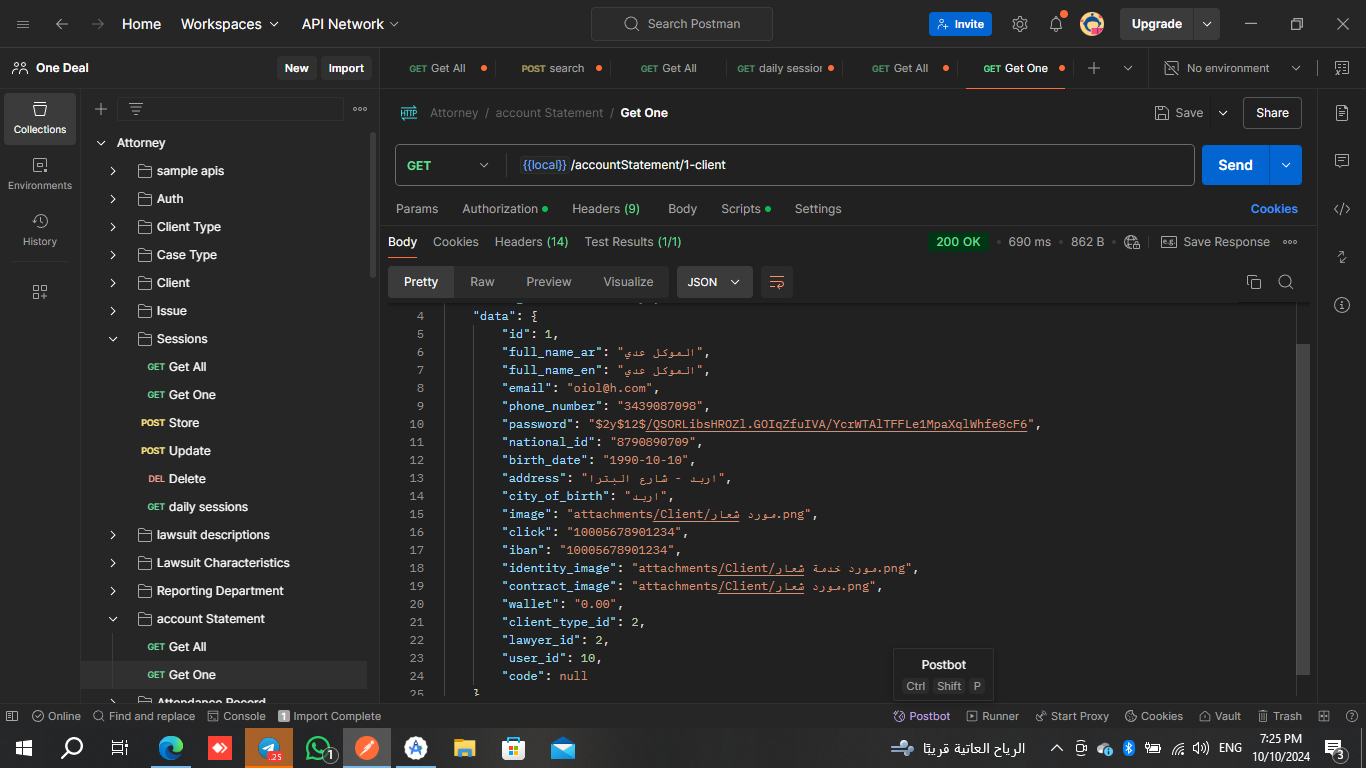 Home Workspaces API Network Search Postman Invite Upgrade
One Deal New Import
GET Get All POST search GET Get All GET daily session GET Get All GET Get One No environment
Collections
Environments
History
Attorney
sample apis
Auth
Client Type
Case Type
Client
Issue
Sessions
GET Get All
GET Get One
POST Store
POST Update
DEL Delete
GET daily sessions
lawsuit descriptions
Lawsuit Characteristics
Reporting Department
account Statement
GET Get All
GET Get One
Attendance Record
HTTP Attorney / account Statement / Get One Save Share
GET {{local}} /accountStatement/1-client Send
Params Authorization Headers (9) Body Scripts Settings Cookies
Body Cookies Headers (14) Test Results (1/1) 200 OK 690 ms 862 B e.g. Save Response
Pretty Raw Preview Visualize JSON
4 "data": {
5 "id": 1,
6 "full_name_ar": "الموكل عدي",
7 "full_name_en": "الموكل عدي",
8 "email": "oiol@h.com",
9 "phone_number": "3439087098",
10 "password": "$2y$12$/QSORLibsHROZl.GOIqZfuIVA/YcrWTAlTFFLe1MpaXqlWhfe8cF6",
11 "national_id": "8790890709",
12 "birth_date": "1990-10-10",
13 "address": "اربد - شارع البترا",
14 "city_of_birth": "اربد",
15 "image": "attachments/Client/مورد شعار.png",
16 "click": "10005678901234",
17 "iban": "10005678901234",
18 "identity_image": "attachments/Client/مورد خدمة شعار.png",
19 "contract_image": "attachments/Client/مورد شعار.png",
20 "wallet": "0.00",
21 "client_type_id": 2,
22 "lawyer_id": 2,
23 "user_id": 10,
24 "code": null
25 }
Postbot
Ctrl Shift P
Online Find and replace Console 1 Import Complete Postbot Runner Start Proxy Cookies Vault Trash
.25 1 الرياح العاتية قريبًا ENG 7:25 PM
10/10/2024 3